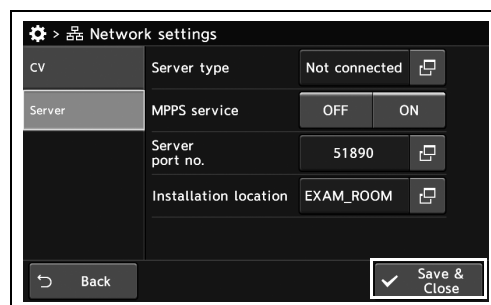 > Network settings
CV
Server type
Not connected
Server
MPPS service
OFF
ON
Server
port no.
51890
Installation location
EXAM_ROOM
Back
Save &
Close